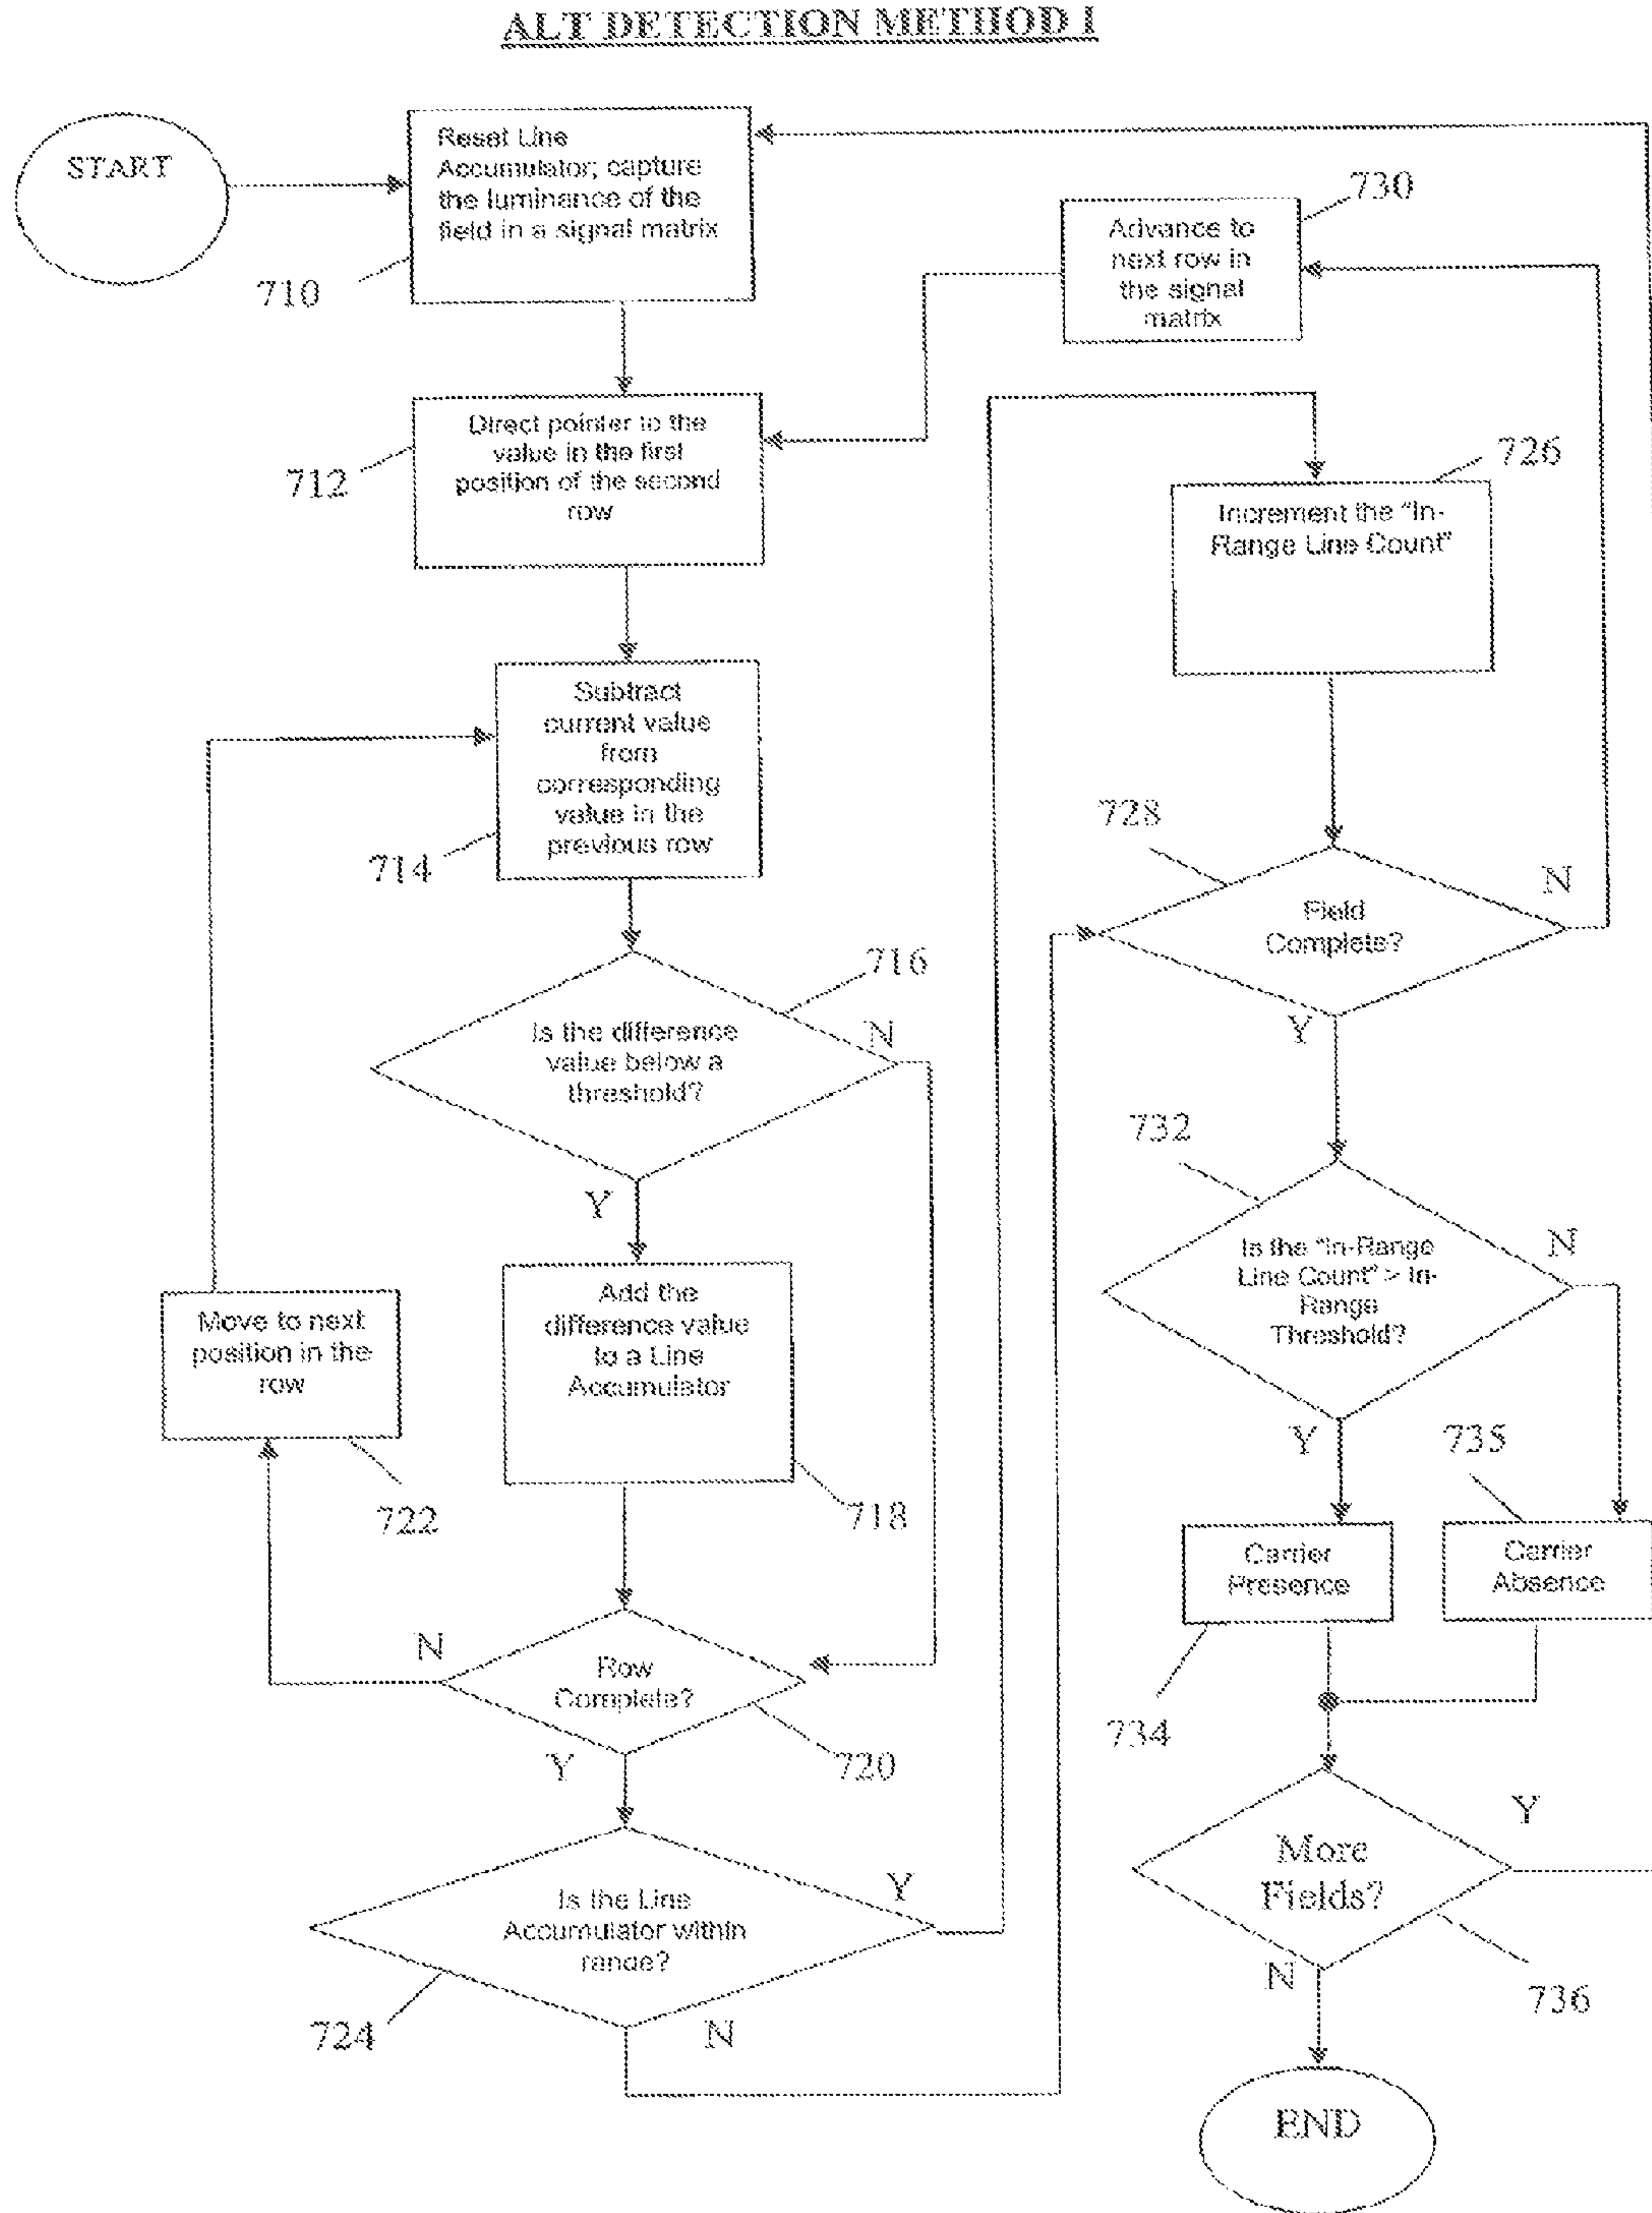 ALT DETECTION METHOD I
START
Reset Line
Accumulator; capture
the luminance of the
field in a signal matrix
710
730
Advance to
next row in
the signal
matrix
Direct pointer to the
value in the first
position of the second
row
712
726
Increment the "In-
Range Line Count"
Subtract
current value
from
corresponding
value in the
previous row
714
728
N
Field
Complete?
Y
716
N
Is the difference
value below a
threshold?
Y
732
N
Is the "In-Range
Line Count" > In-
Range
Threshold?
Y
735
Move to next
position in the
row
722
Add the
difference value
to a Line
Accumulator
718
Carrier
Presence
Carrier
Absence
734
N
Row
Complete?
Y
720
Y
More
Fields?
N
736
Y
Is the Line
Accumulator within
range?
724
N
END